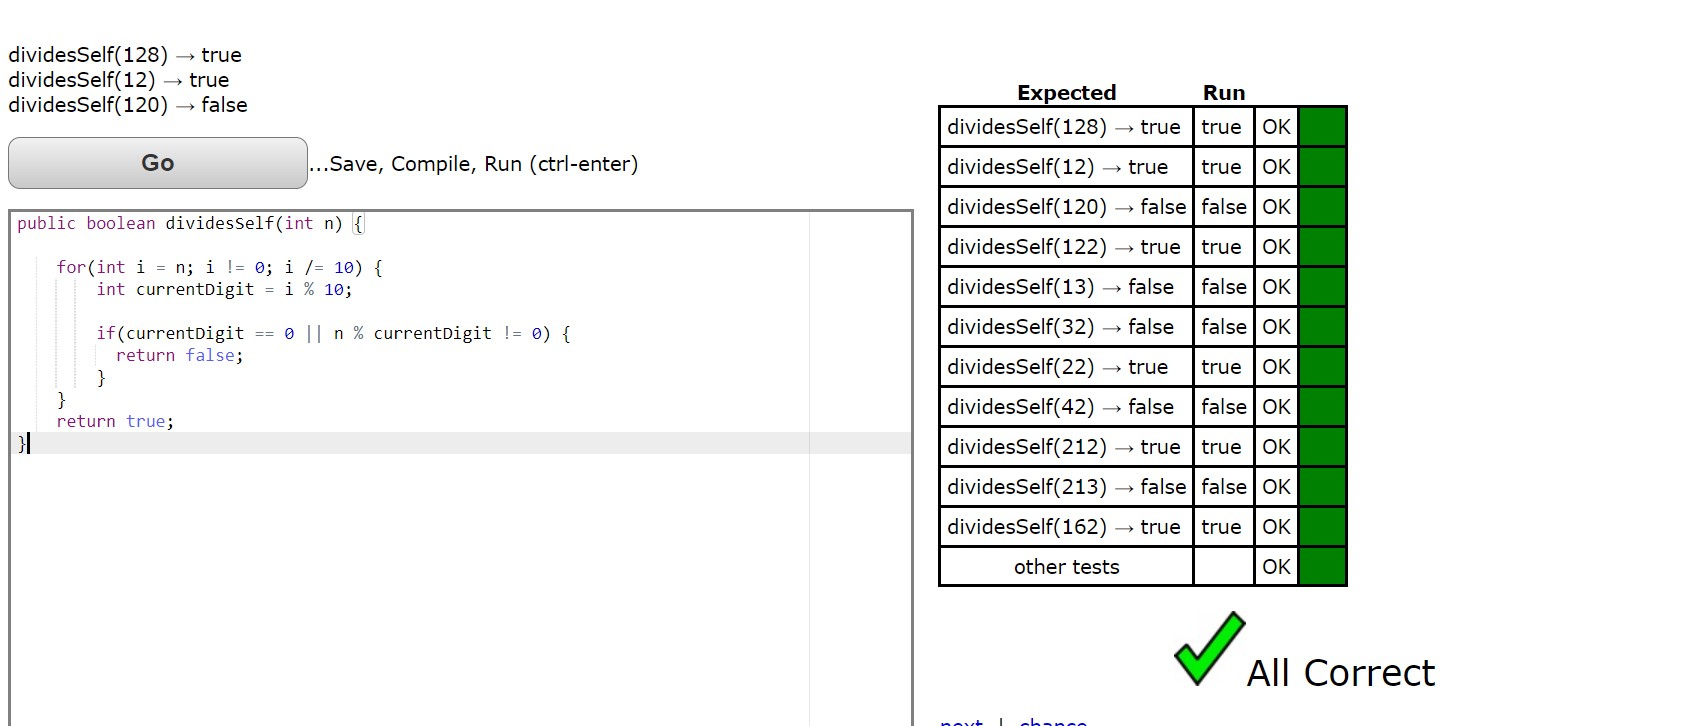 dividesSelf(128) → true
dividesSelf(12) → true
dividesSelf(120) → false
Go ...Save, Compile, Run (ctrl-enter)
public boolean dividesSelf(int n) {
for(int i = n; i != 0; i /= 10) {
int currentDigit = i % 10;
if(currentDigit == 0 || n % currentDigit != 0) {
return false;
}
}
return true;
}
Expected Run
dividesSelf(128) → true true OK
dividesSelf(12) → true true OK
dividesSelf(120) → false false OK
dividesSelf(122) → true true OK
dividesSelf(13) → false false OK
dividesSelf(32) → false false OK
dividesSelf(22) → true true OK
dividesSelf(42) → false false OK
dividesSelf(212) → true true OK
dividesSelf(213) → false false OK
dividesSelf(162) → true true OK
other tests OK
All Correct
next | chance